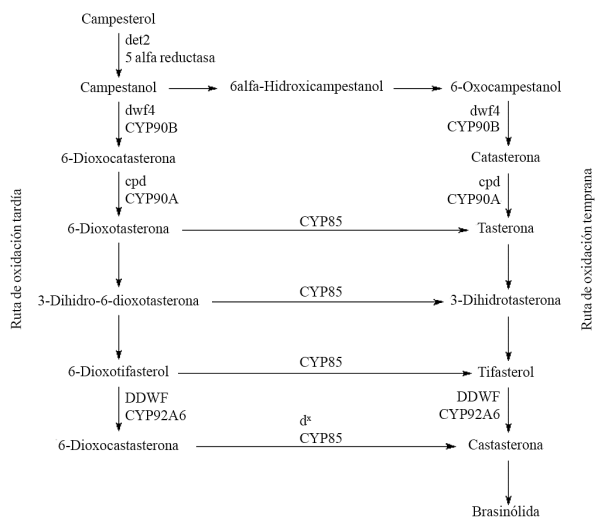 Campesterol
det2
5 alfa reductasa
Campestanol
6alfa-Hidroxicampestanol
6-Oxocampestanol
dwf4
CYP90B
dwf4
CYP90B
6-Dioxocatasterona
Catasterona
cpd
CYP90A
cpd
CYP90A
Ruta de oxidación tardía
Ruta de oxidación temprana
6-Dioxotasterona
CYP85
Tasterona
3-Dihidro-6-dioxotasterona
CYP85
3-Dihidrotasterona
6-Dioxotifasterol
CYP85
Tifasterol
DDWF
CYP92A6
DDWF
CYP92A6
dˣ
CYP85
6-Dioxocastasterona
Castasterona
Brasinólida